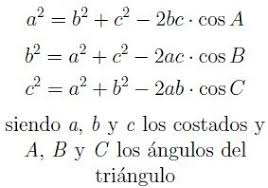 a² = b² + c² − 2bc · cos A
b² = a² + c² − 2ac · cos B
c² = a² + b² − 2ab · cos C
siendo a, b y c los costados y
A, B y C los ángulos del
triángulo